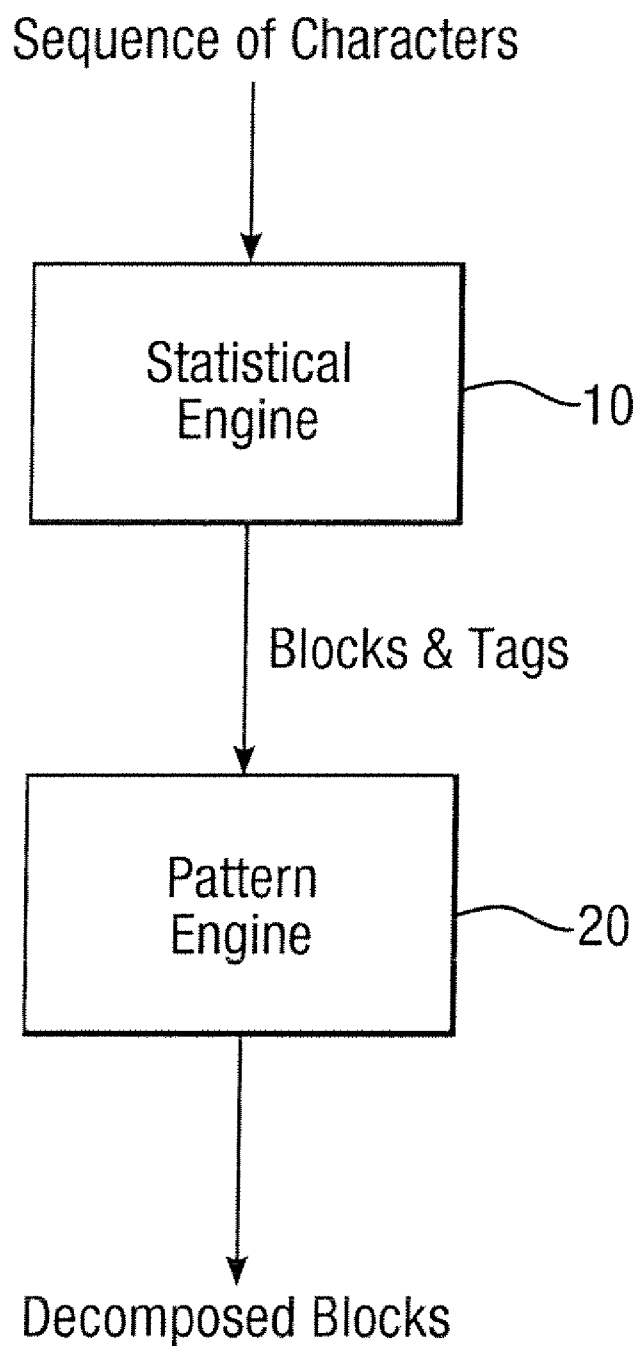 Sequence of Characters
Statistical
Engine
10
Blocks & Tags
Pattern
Engine
20
Decomposed Blocks